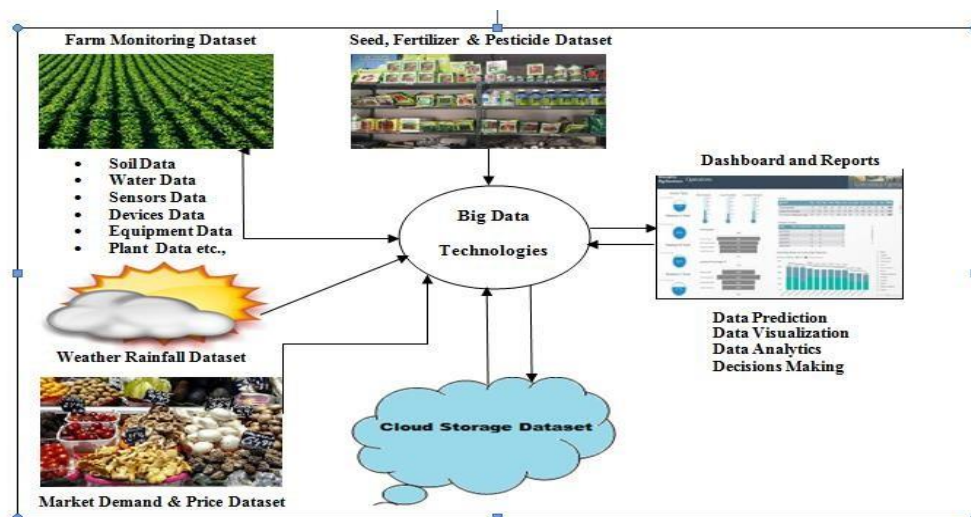 Farm Monitoring Dataset
Seed, Fertilizer & Pesticide Dataset
• Soil Data
• Water Data
• Sensors Data
• Devices Data
• Equipment Data
• Plant Data etc.,
Big Data
Technologies
Dashboard and Reports
Data Prediction
Data Visualization
Data Analytics
Decisions Making
Weather Rainfall Dataset
Cloud Storage Dataset
Market Demand & Price Dataset